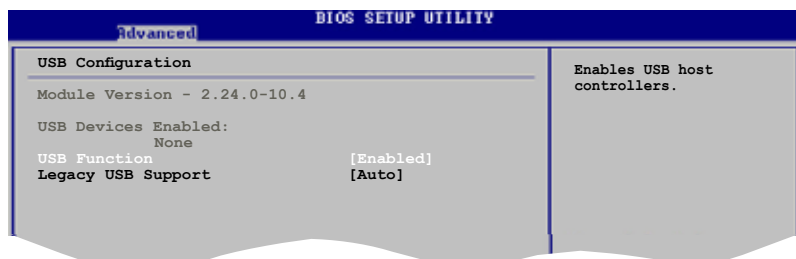 BIOS SETUP UTILITY
Advanced
USB Configuration
Module Version - 2.24.0-10.4
USB Devices Enabled:
None
USB Function [Enabled]
Legacy USB Support [Auto]
Enables USB host
controllers.